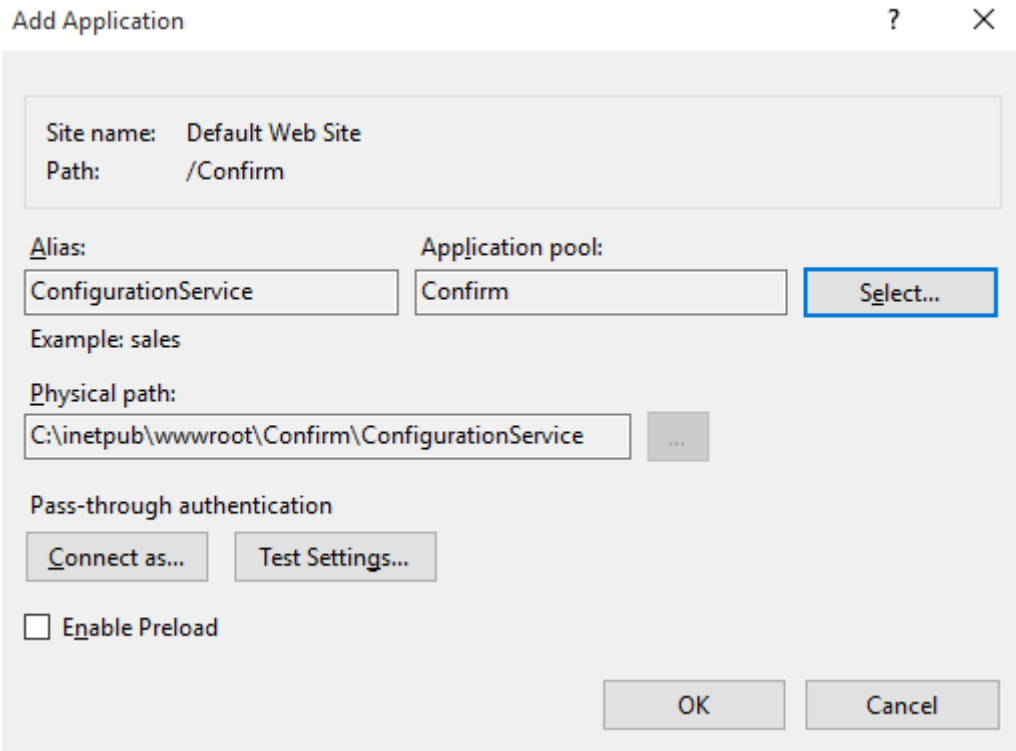 Add Application ? ×
Site name: Default Web Site
Path: /Confirm
Alias: Application pool:
ConfigurationService Confirm Select...
Example: sales
Physical path:
C:\inetpub\wwwroot\Confirm\ConfigurationService ...
Pass-through authentication
Connect as... Test Settings...
Enable Preload
OK Cancel